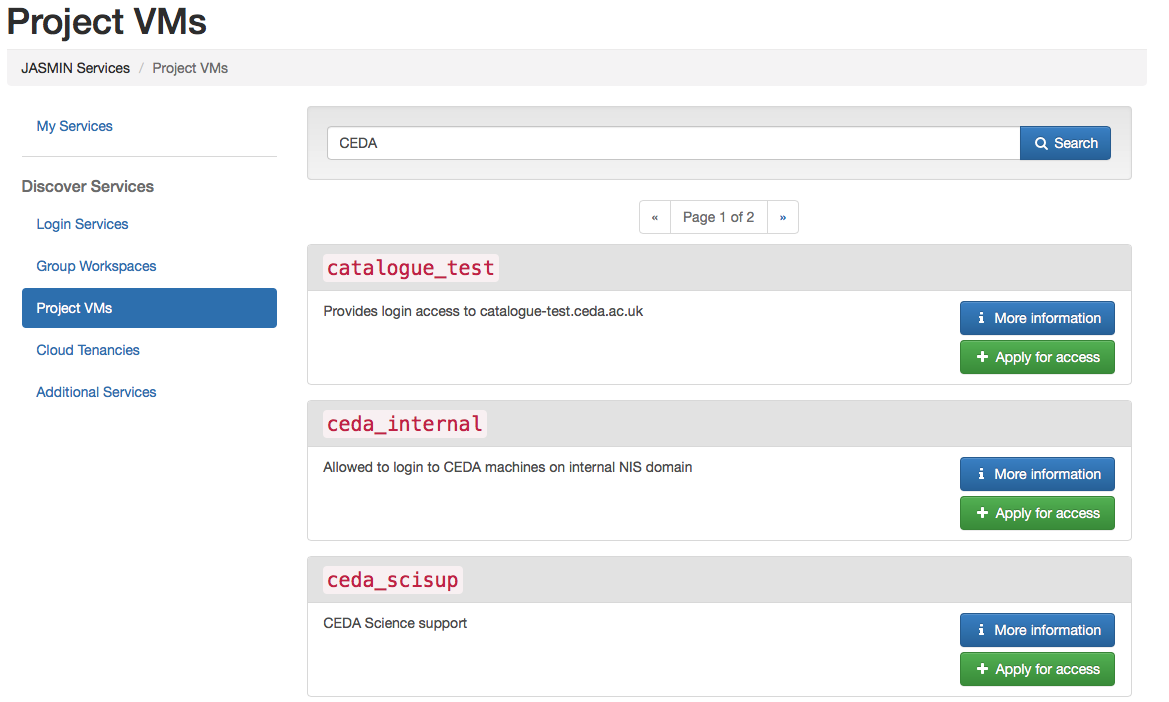 Project VMs
JASMIN Services / Project VMs
My Services
Discover Services
Login Services
Group Workspaces
Project VMs
Cloud Tenancies
Additional Services
CEDA
Search
« Page 1 of 2 »
catalogue_test
Provides login access to catalogue-test.ceda.ac.uk
More information
Apply for access
ceda_internal
Allowed to login to CEDA machines on internal NIS domain
More information
Apply for access
ceda_scisup
CEDA Science support
More information
Apply for access